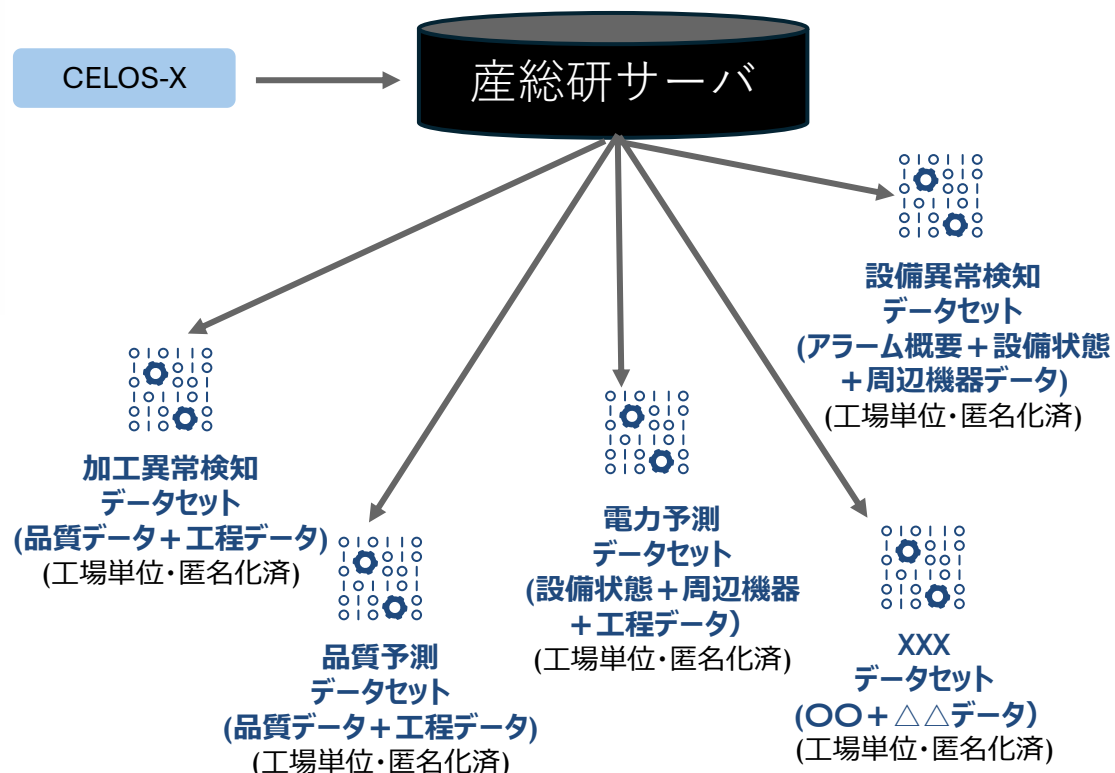 CELOS-X
産総研サーバ
設備異常検知
データセット
(アラーム概要＋設備状態
＋周辺機器データ)
(工場単位・匿名化済)
加工異常検知
データセット
(品質データ＋工程データ)
(工場単位・匿名化済)
品質予測
データセット
(品質データ＋工程データ)
(工場単位・匿名化済)
電力予測
データセット
(設備状態＋周辺機器
＋工程データ）
(工場単位・匿名化済)
XXX
データセット
(〇〇＋△△データ）
(工場単位・匿名化済)